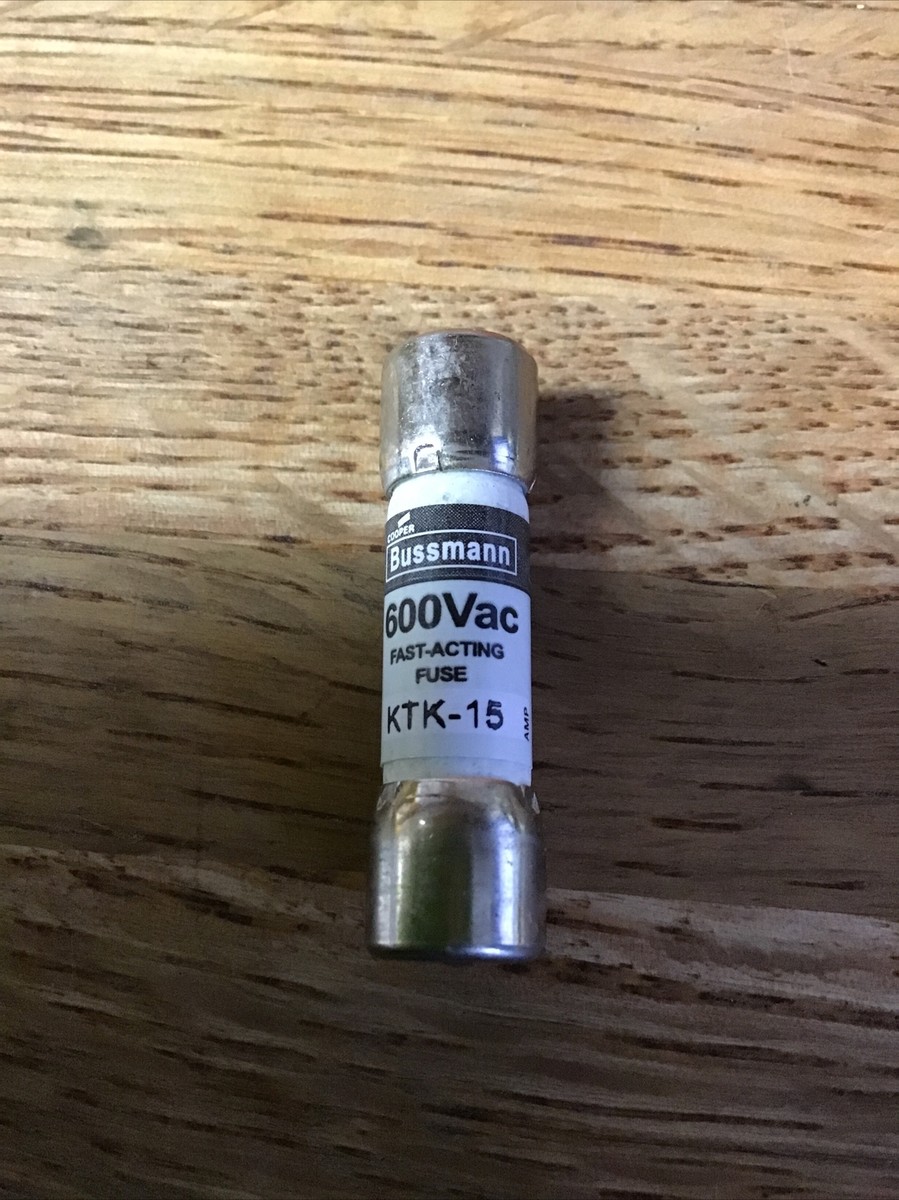 COOPER
Bussmann
600Vac
FAST-ACTING
FUSE
KTK-15
AMP